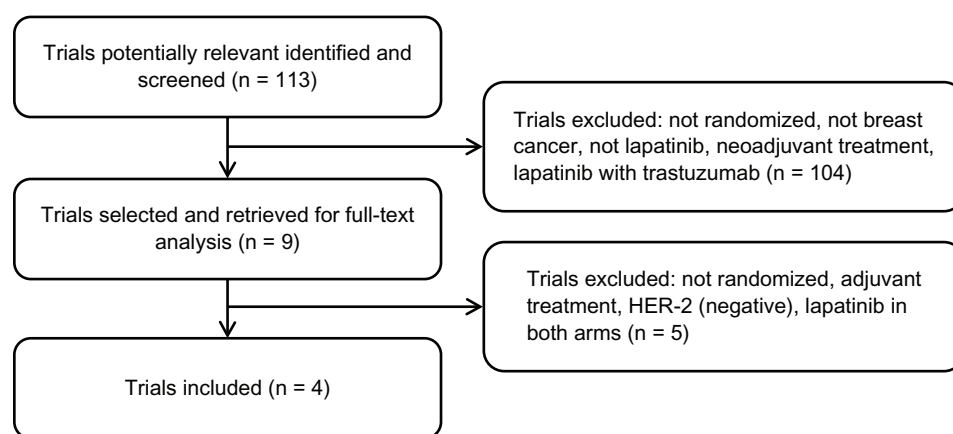 Trials potentially relevant identified and
screened (n = 113)
Trials excluded: not randomized, not breast
cancer, not lapatinib, neoadjuvant treatment,
lapatinib with trastuzumab (n = 104)
Trials selected and retrieved for full-text
analysis (n = 9)
Trials excluded: not randomized, adjuvant
treatment, HER-2 (negative), lapatinib in
both arms (n = 5)
Trials included (n = 4)